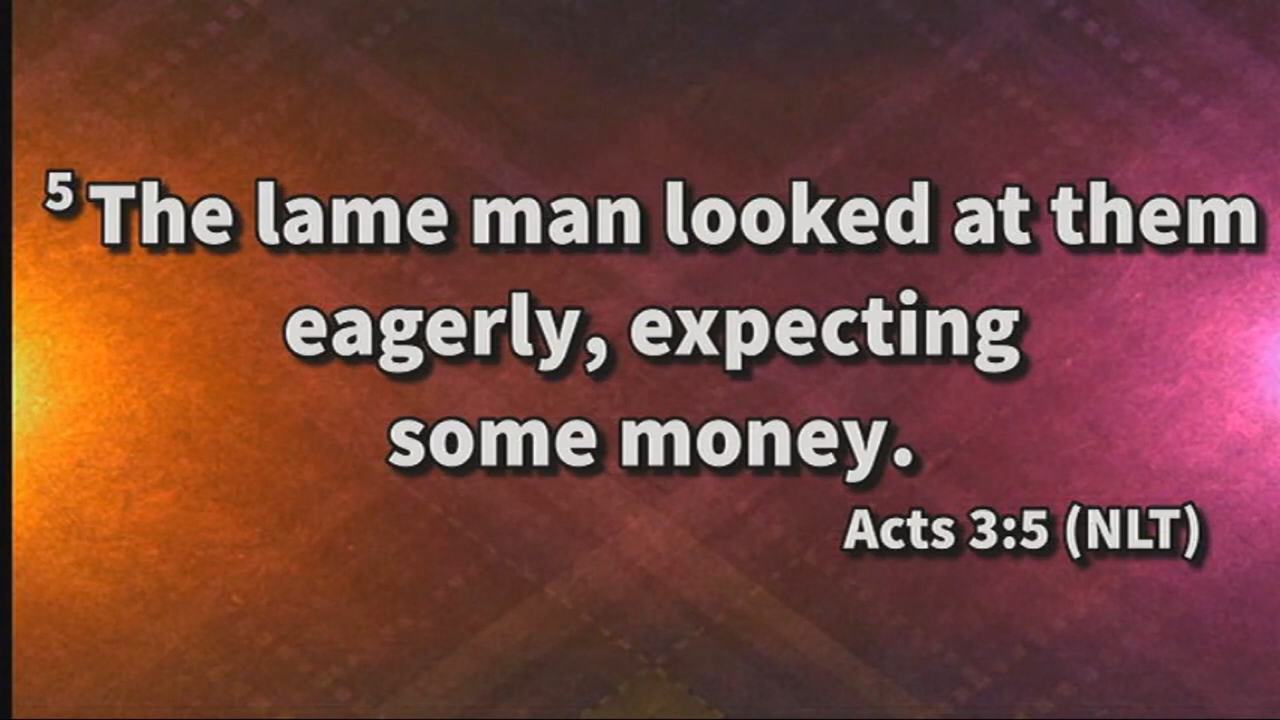 5 The lame man looked at them
eagerly, expecting
some money.
Acts 3:5 (NLT)